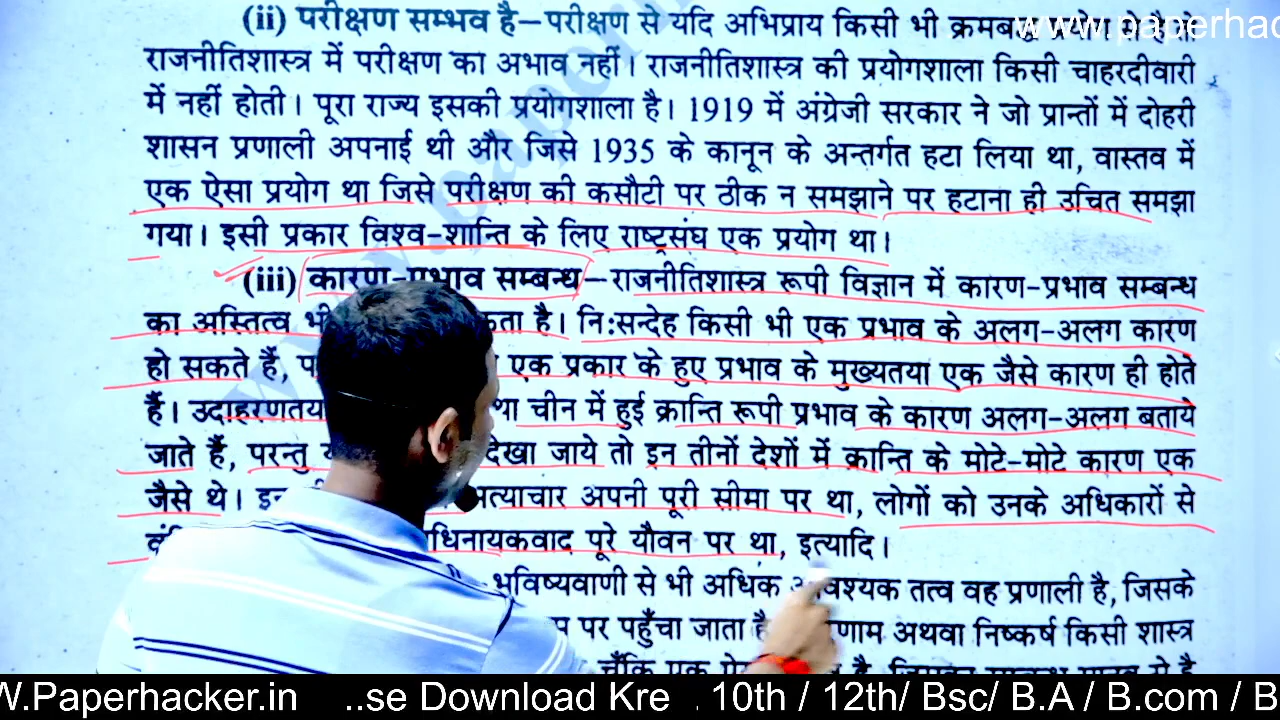 (ii) परीक्षण सम्भव है—परीक्षण से यदि अभिप्राय किसी भी क्रमबद्ध प्रयोग से है तो
www.paperhac
राजनीतिशास्त्र में परीक्षण का अभाव नहीं। राजनीतिशास्त्र की प्रयोगशाला किसी चाहरदीवारी
में नहीं होती। पूरा राज्य इसकी प्रयोगशाला है। 1919 में अंग्रेजी सरकार ने जो प्रान्तों में दोहरी
शासन प्रणाली अपनाई थी और जिसे 1935 के कानून के अन्तर्गत हटा लिया था, वास्तव में
एक ऐसा प्रयोग था जिसे परीक्षण की कसौटी पर ठीक न समझाने पर हटाना ही उचित समझा
गया। इसी प्रकार विश्व-शान्ति के लिए राष्ट्रसंघ एक प्रयोग था।
(iii) कारण-प्रभाव सम्बन्ध—राजनीतिशास्त्र रूपी विज्ञान में कारण-प्रभाव सम्बन्ध
का अस्तित्व भी कता है। नि:सन्देह किसी भी एक प्रभाव के अलग-अलग कारण
हो सकते हैं, एक प्रकार के हुए प्रभाव के मुख्यतया एक जैसे कारण ही होते
हैं। उदाहरणतया चीन में हुई क्रान्ति रूपी प्रभाव के कारण अलग-अलग बताये
जाते हैं, परन्तु देखा जाये तो इन तीनों देशों में क्रान्ति के मोटे-मोटे कारण एक
जैसे थे। अत्याचार अपनी पूरी सीमा पर था, लोगों को उनके अधिकारों से
धिनायकवाद पूरे यौवन पर था, इत्यादि।
भविष्यवाणी से भी अधिक आवश्यक तत्व वह प्रणाली है, जिसके
पर पहुँचा जाता है अथवा निष्कर्ष किसी शास्त्र
चूँकि एक
W.Paperhacker.in ..se Download Kre . 10th / 12th/ Bsc/ B.A / B.com / B